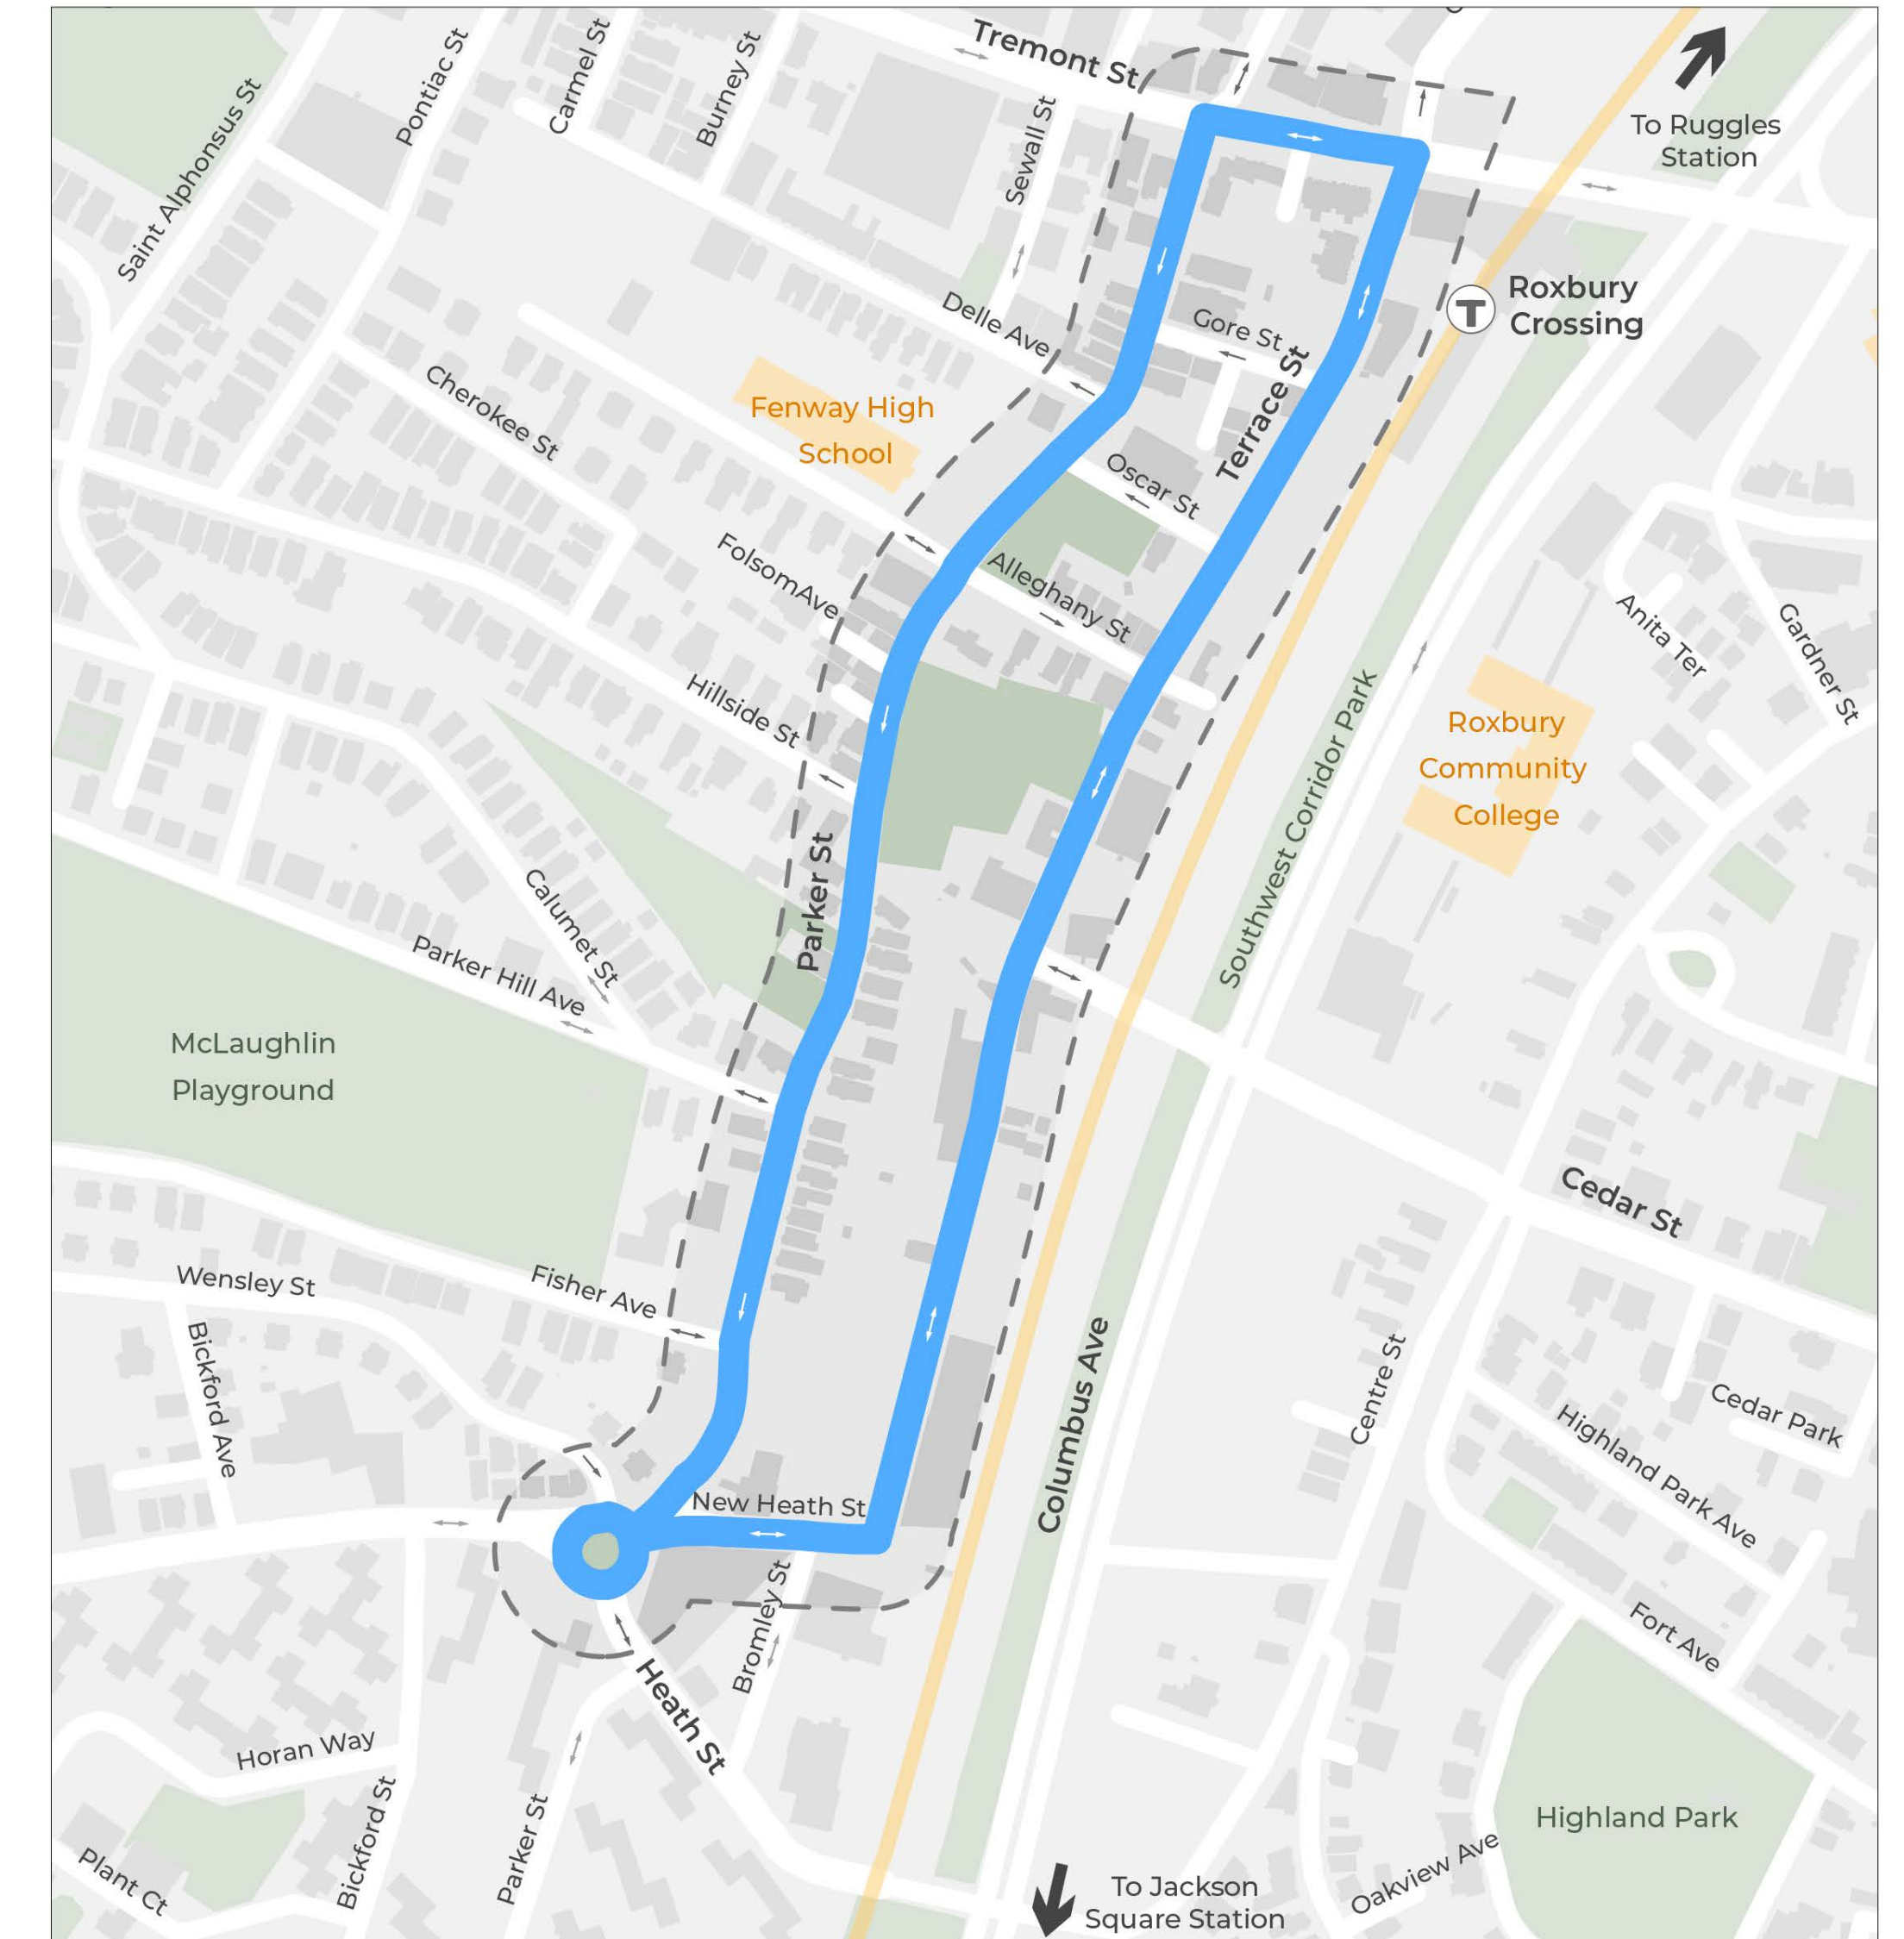 Tremont St
Carmel St
Pontiac St
Burney St
To Ruggles
Station
Saint Alphonsus St
Sewall St
Roxbury
Crossing
T
Delle Ave
Gore St
Terrace St
Cherokee St
Fenway High
School
Oscar St
FolsomAve
Alleghany St
Anita Ter
Gardner St
Hillside St
Roxbury
Community
College
Southwest Corridor Park
Parker St
Calumet St
Parker Hill Ave
McLaughlin
Playground
Cedar St
Fisher Ave
Wensley St
Bickford Ave
Columbus Ave
Centre St
Cedar Park
Highland Park Ave
New Heath St
Bromley St
Fort Ave
Heath St
Horan Way
Bickford St
Parker St
Plant Ct
Highland Park
Oakview Ave
To Jackson
Square Station